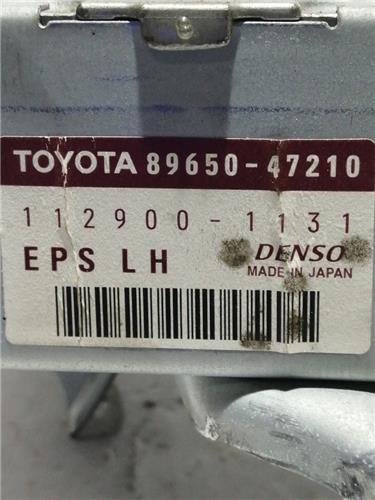 TOYOTA 89650-47210
112900-1131
EPS LH
DENSO
MADE IN JAPAN